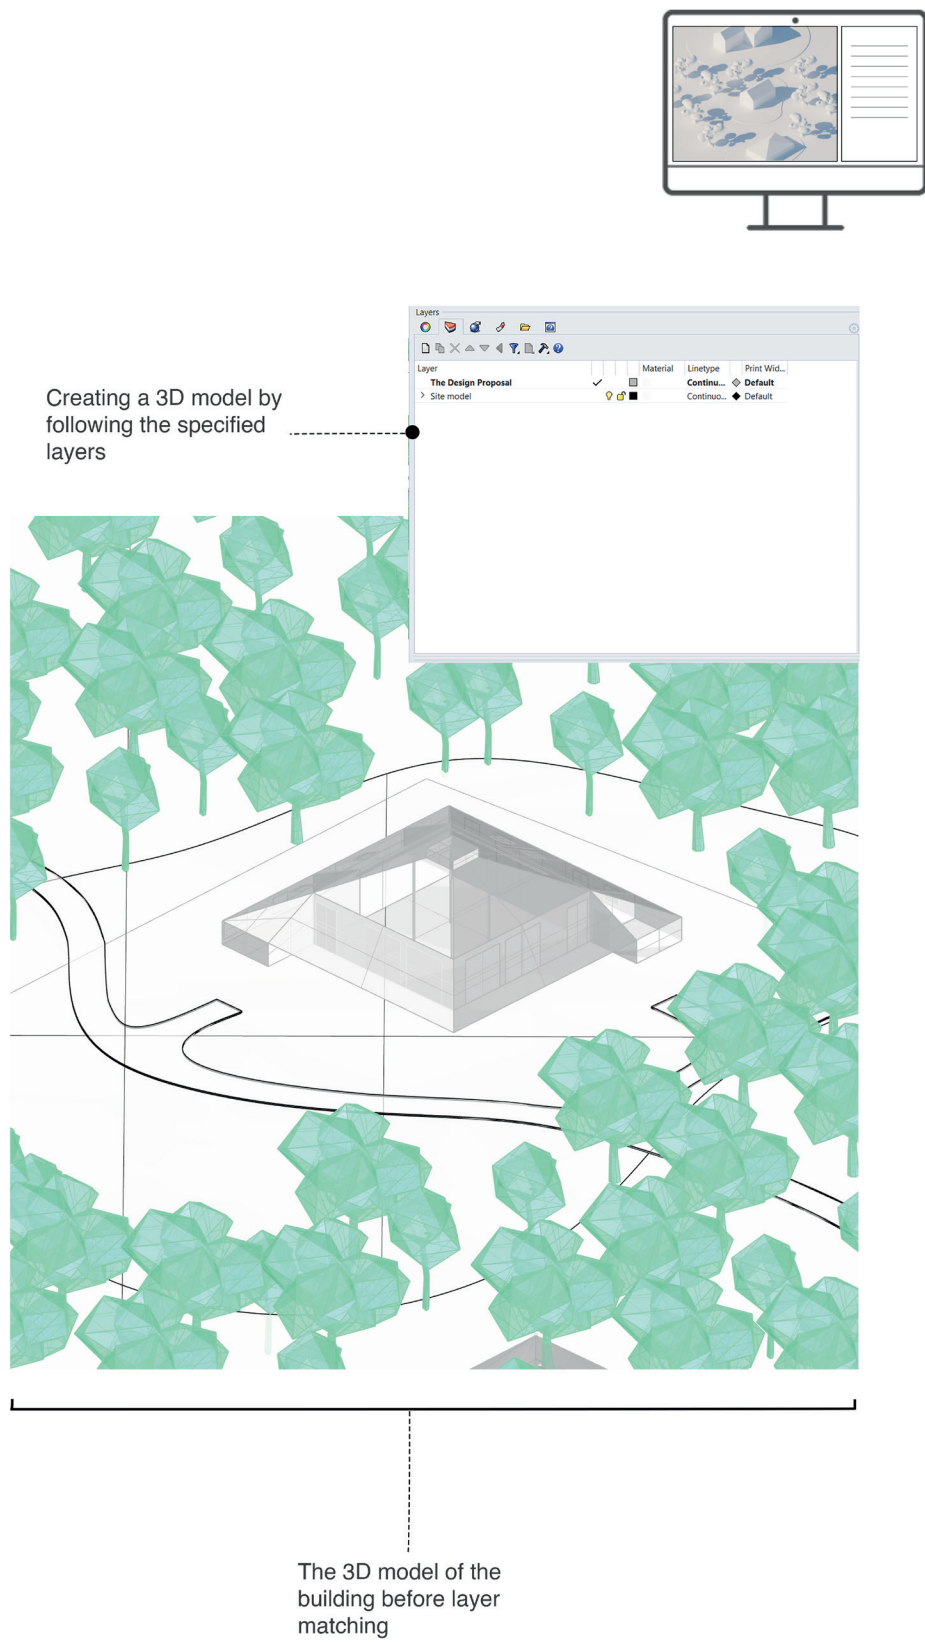 Layers
Layer Material Linetype Print Wid...
The Design Proposal Continu... Default
Site model Continuo... Default
Creating a 3D model by
following the specified
layers
The 3D model of the
building before layer
matching